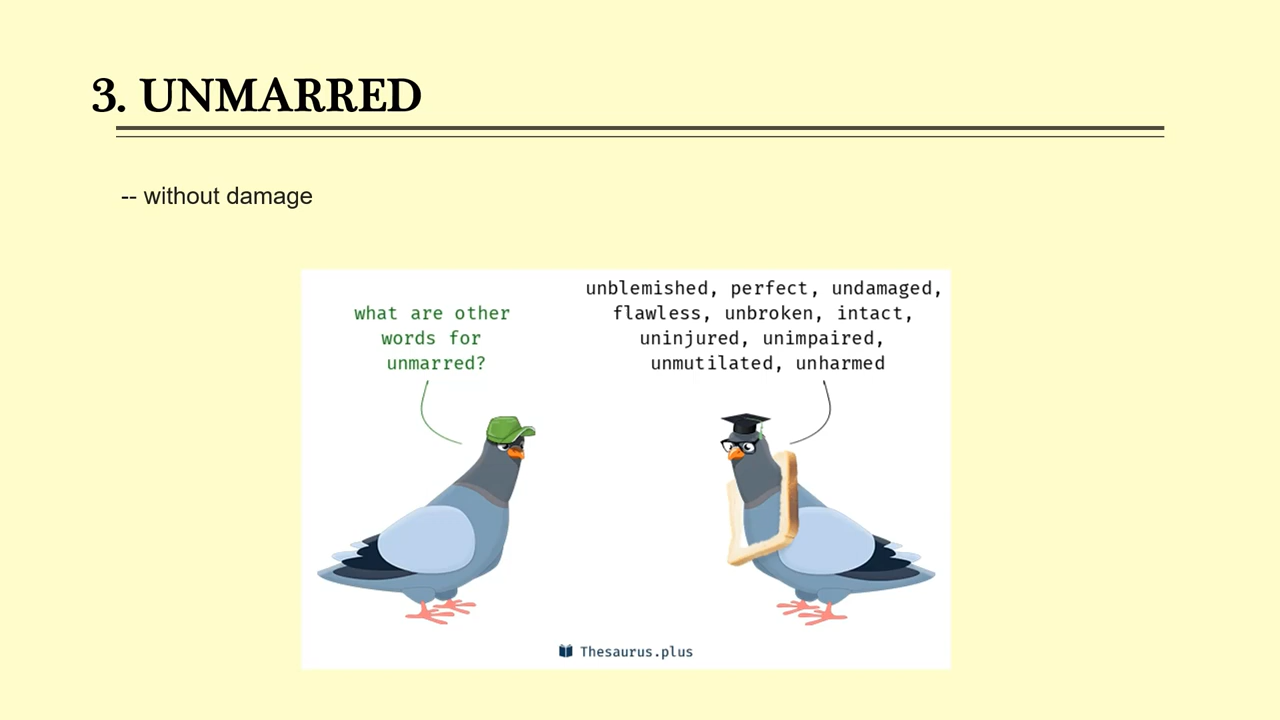 3. UNMARRED
-- without damage
what are other
words for
unmarred?
unblemished, perfect, undamaged,
flawless, unbroken, intact,
uninjured, unimpaired,
unmutilated, unharmed
Thesaurus.plus